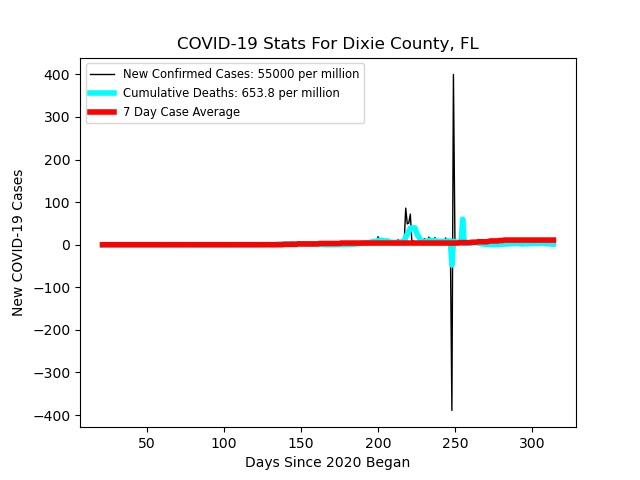 COVID-19 Stats For Dixie County, FL
New Confirmed Cases: 55000 per million
Cumulative Deaths: 653.8 per million
7 Day Case Average
New COVID-19 Cases
400
300
200
100
0
−100
−200
−300
−400
50 100 150 200 250 300
Days Since 2020 Began